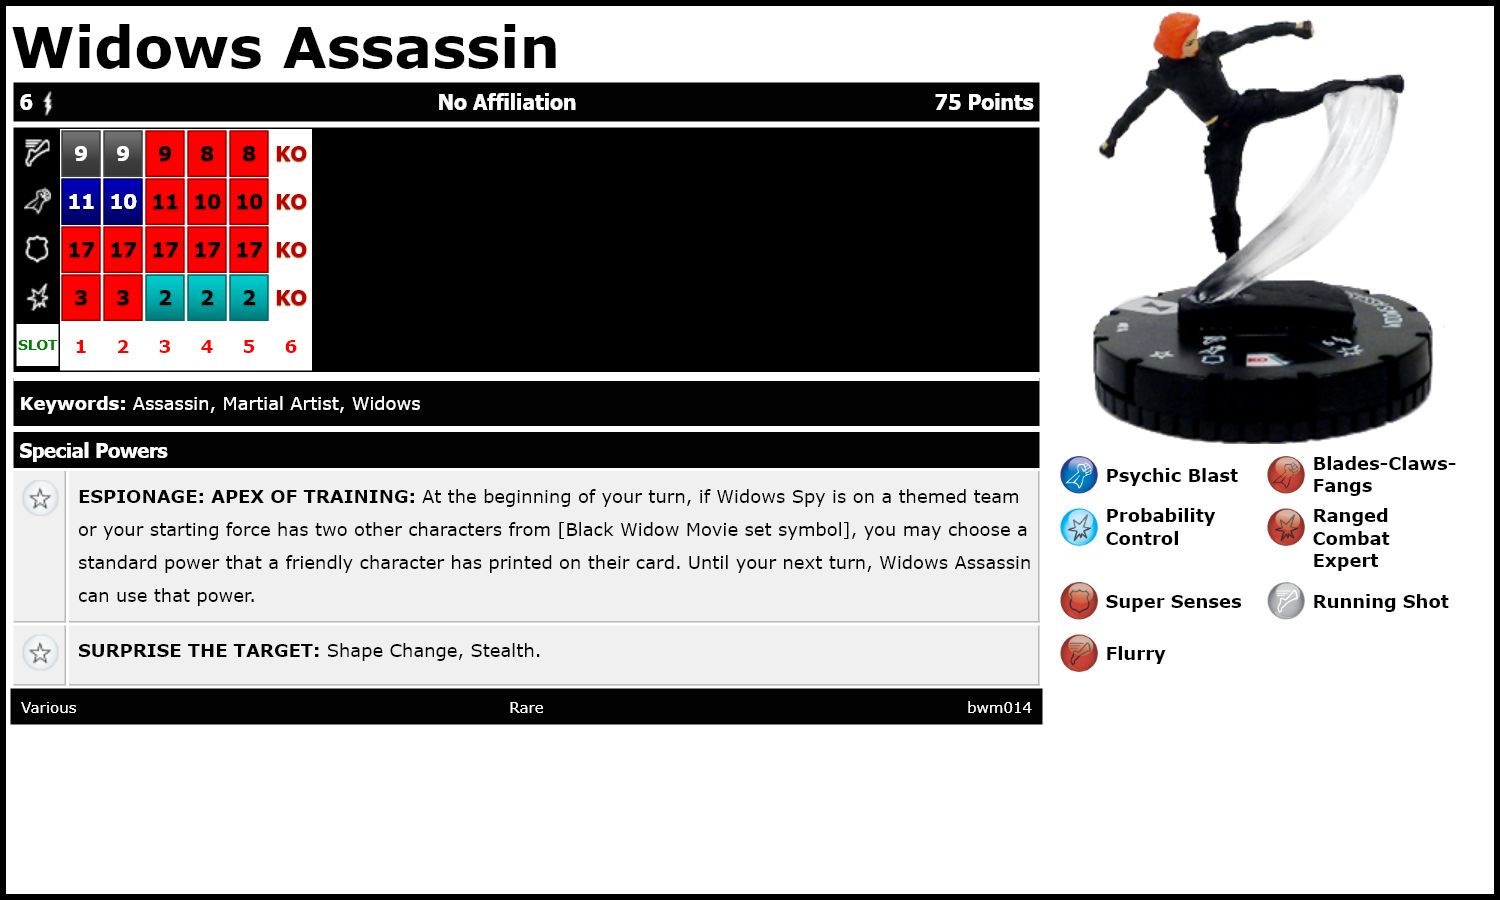 Widows Assassin
6 No Affiliation 75 Points
9 9 9 8 8 KO
11 10 11 10 10 KO
17 17 17 17 17 KO
3 3 2 2 2 KO
SLOT 1 2 3 4 5 6
Keywords: Assassin, Martial Artist, Widows
Special Powers
ESPIONAGE: APEX OF TRAINING: At the beginning of your turn, if Widows Spy is on a themed team
or your starting force has two other characters from [Black Widow Movie set symbol], you may choose a
standard power that a friendly character has printed on their card. Until your next turn, Widows Assassin
can use that power.
SURPRISE THE TARGET: Shape Change, Stealth.
Various Rare bwm014
KO
Psychic Blast
Blades-Claws-
Fangs
Probability
Control
Ranged
Combat
Expert
Super Senses
Running Shot
Flurry